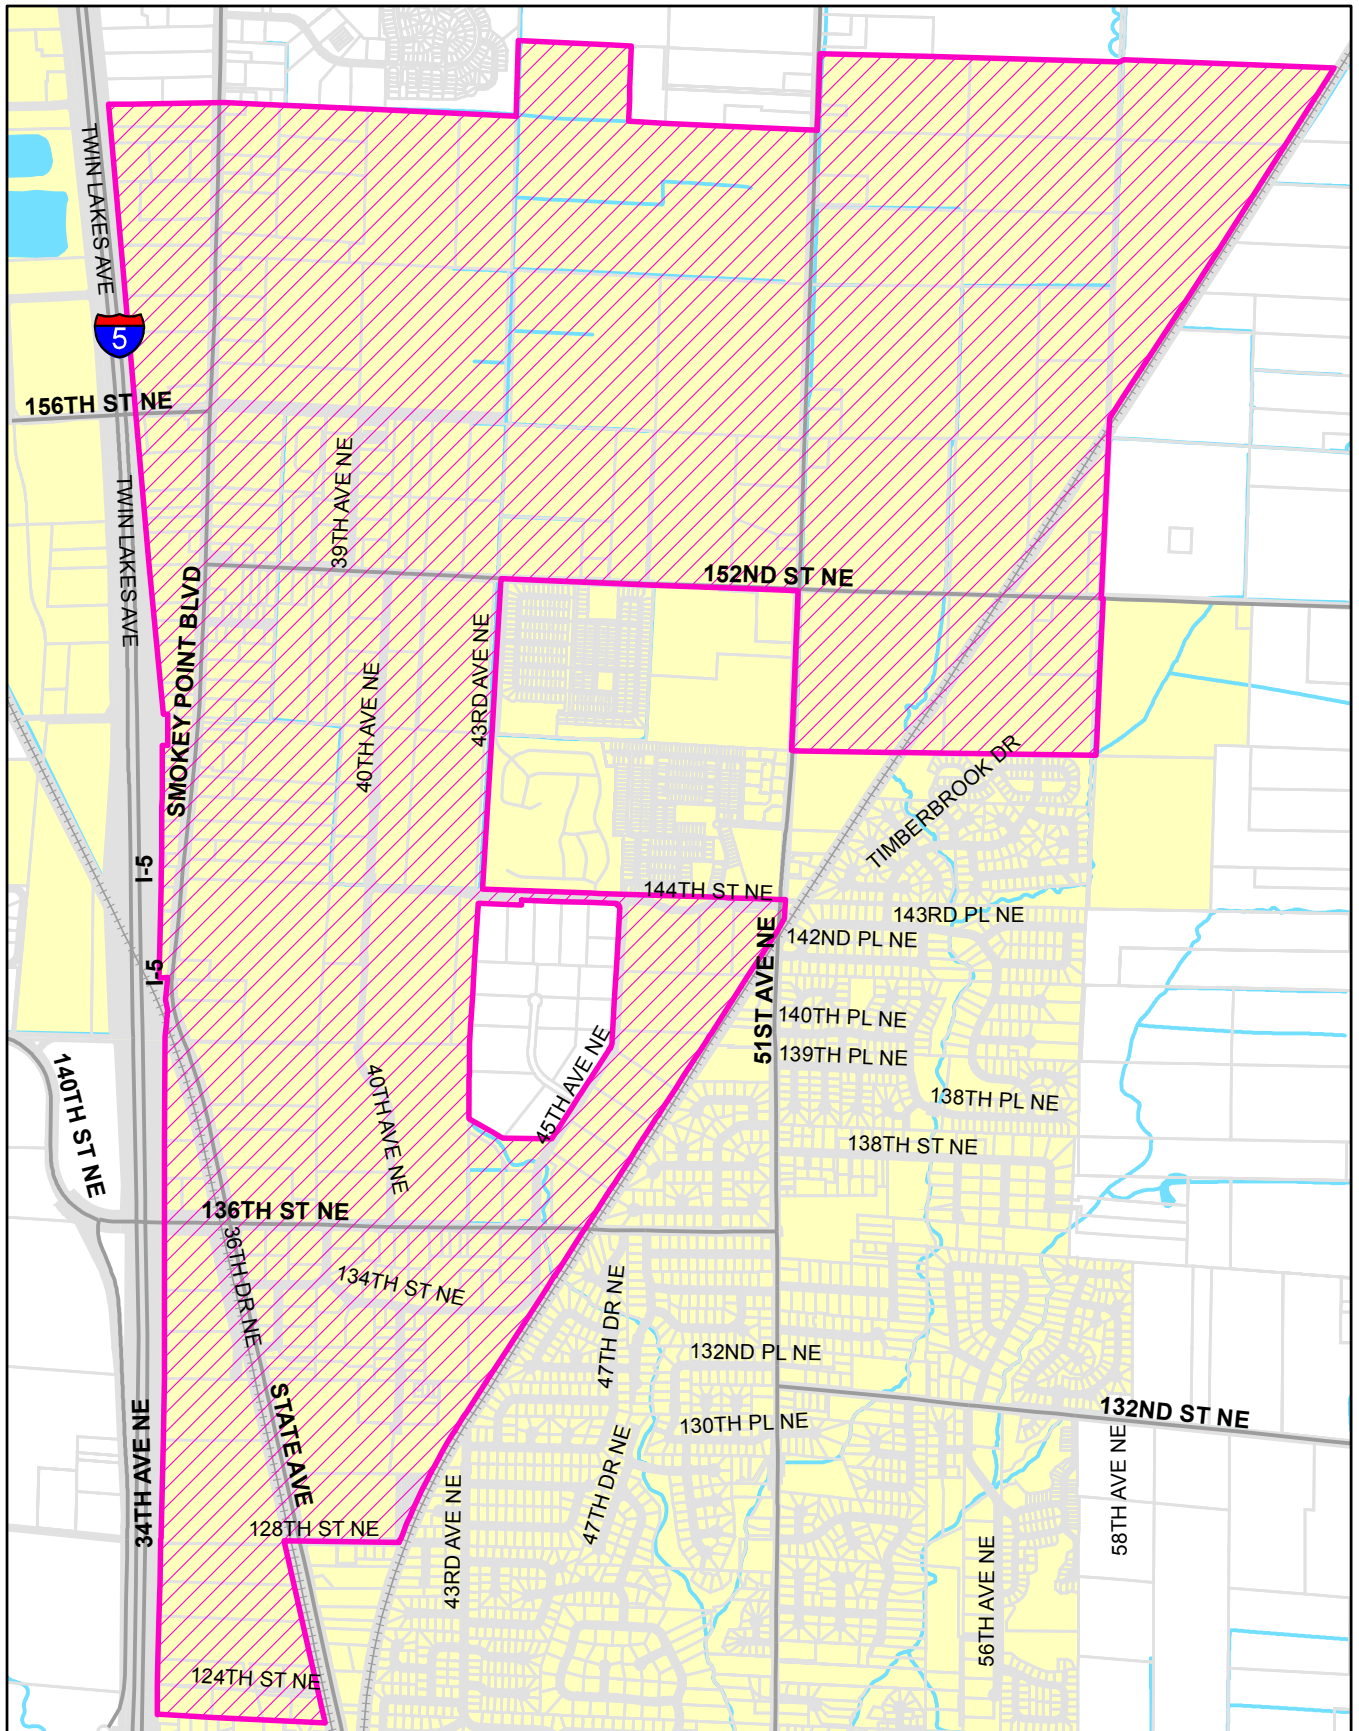 TWIN LAKES AVE
5
156TH ST NE
39TH AVE NE
TWIN LAKES AVE
152ND ST NE
SMOKEY POINT BLVD
43RD AVE NE
40TH AVE NE
TIMBERBROOK DR
I-5
144TH ST NE
143RD PL NE
142ND PL NE
51ST AVE NE
I-5
140TH PL NE
139TH PL NE
45TH AVE NE
140TH ST NE
40TH AVE NE
138TH PL NE
138TH ST NE
136TH ST NE
36TH DR NE
134TH ST NE
47TH DR NE
132ND PL NE
132ND ST NE
130TH PL NE
STATE AVE
34TH AVE NE
47TH DR NE
58TH AVE NE
128TH ST NE
43RD AVE NE
56TH AVE NE
124TH ST NE